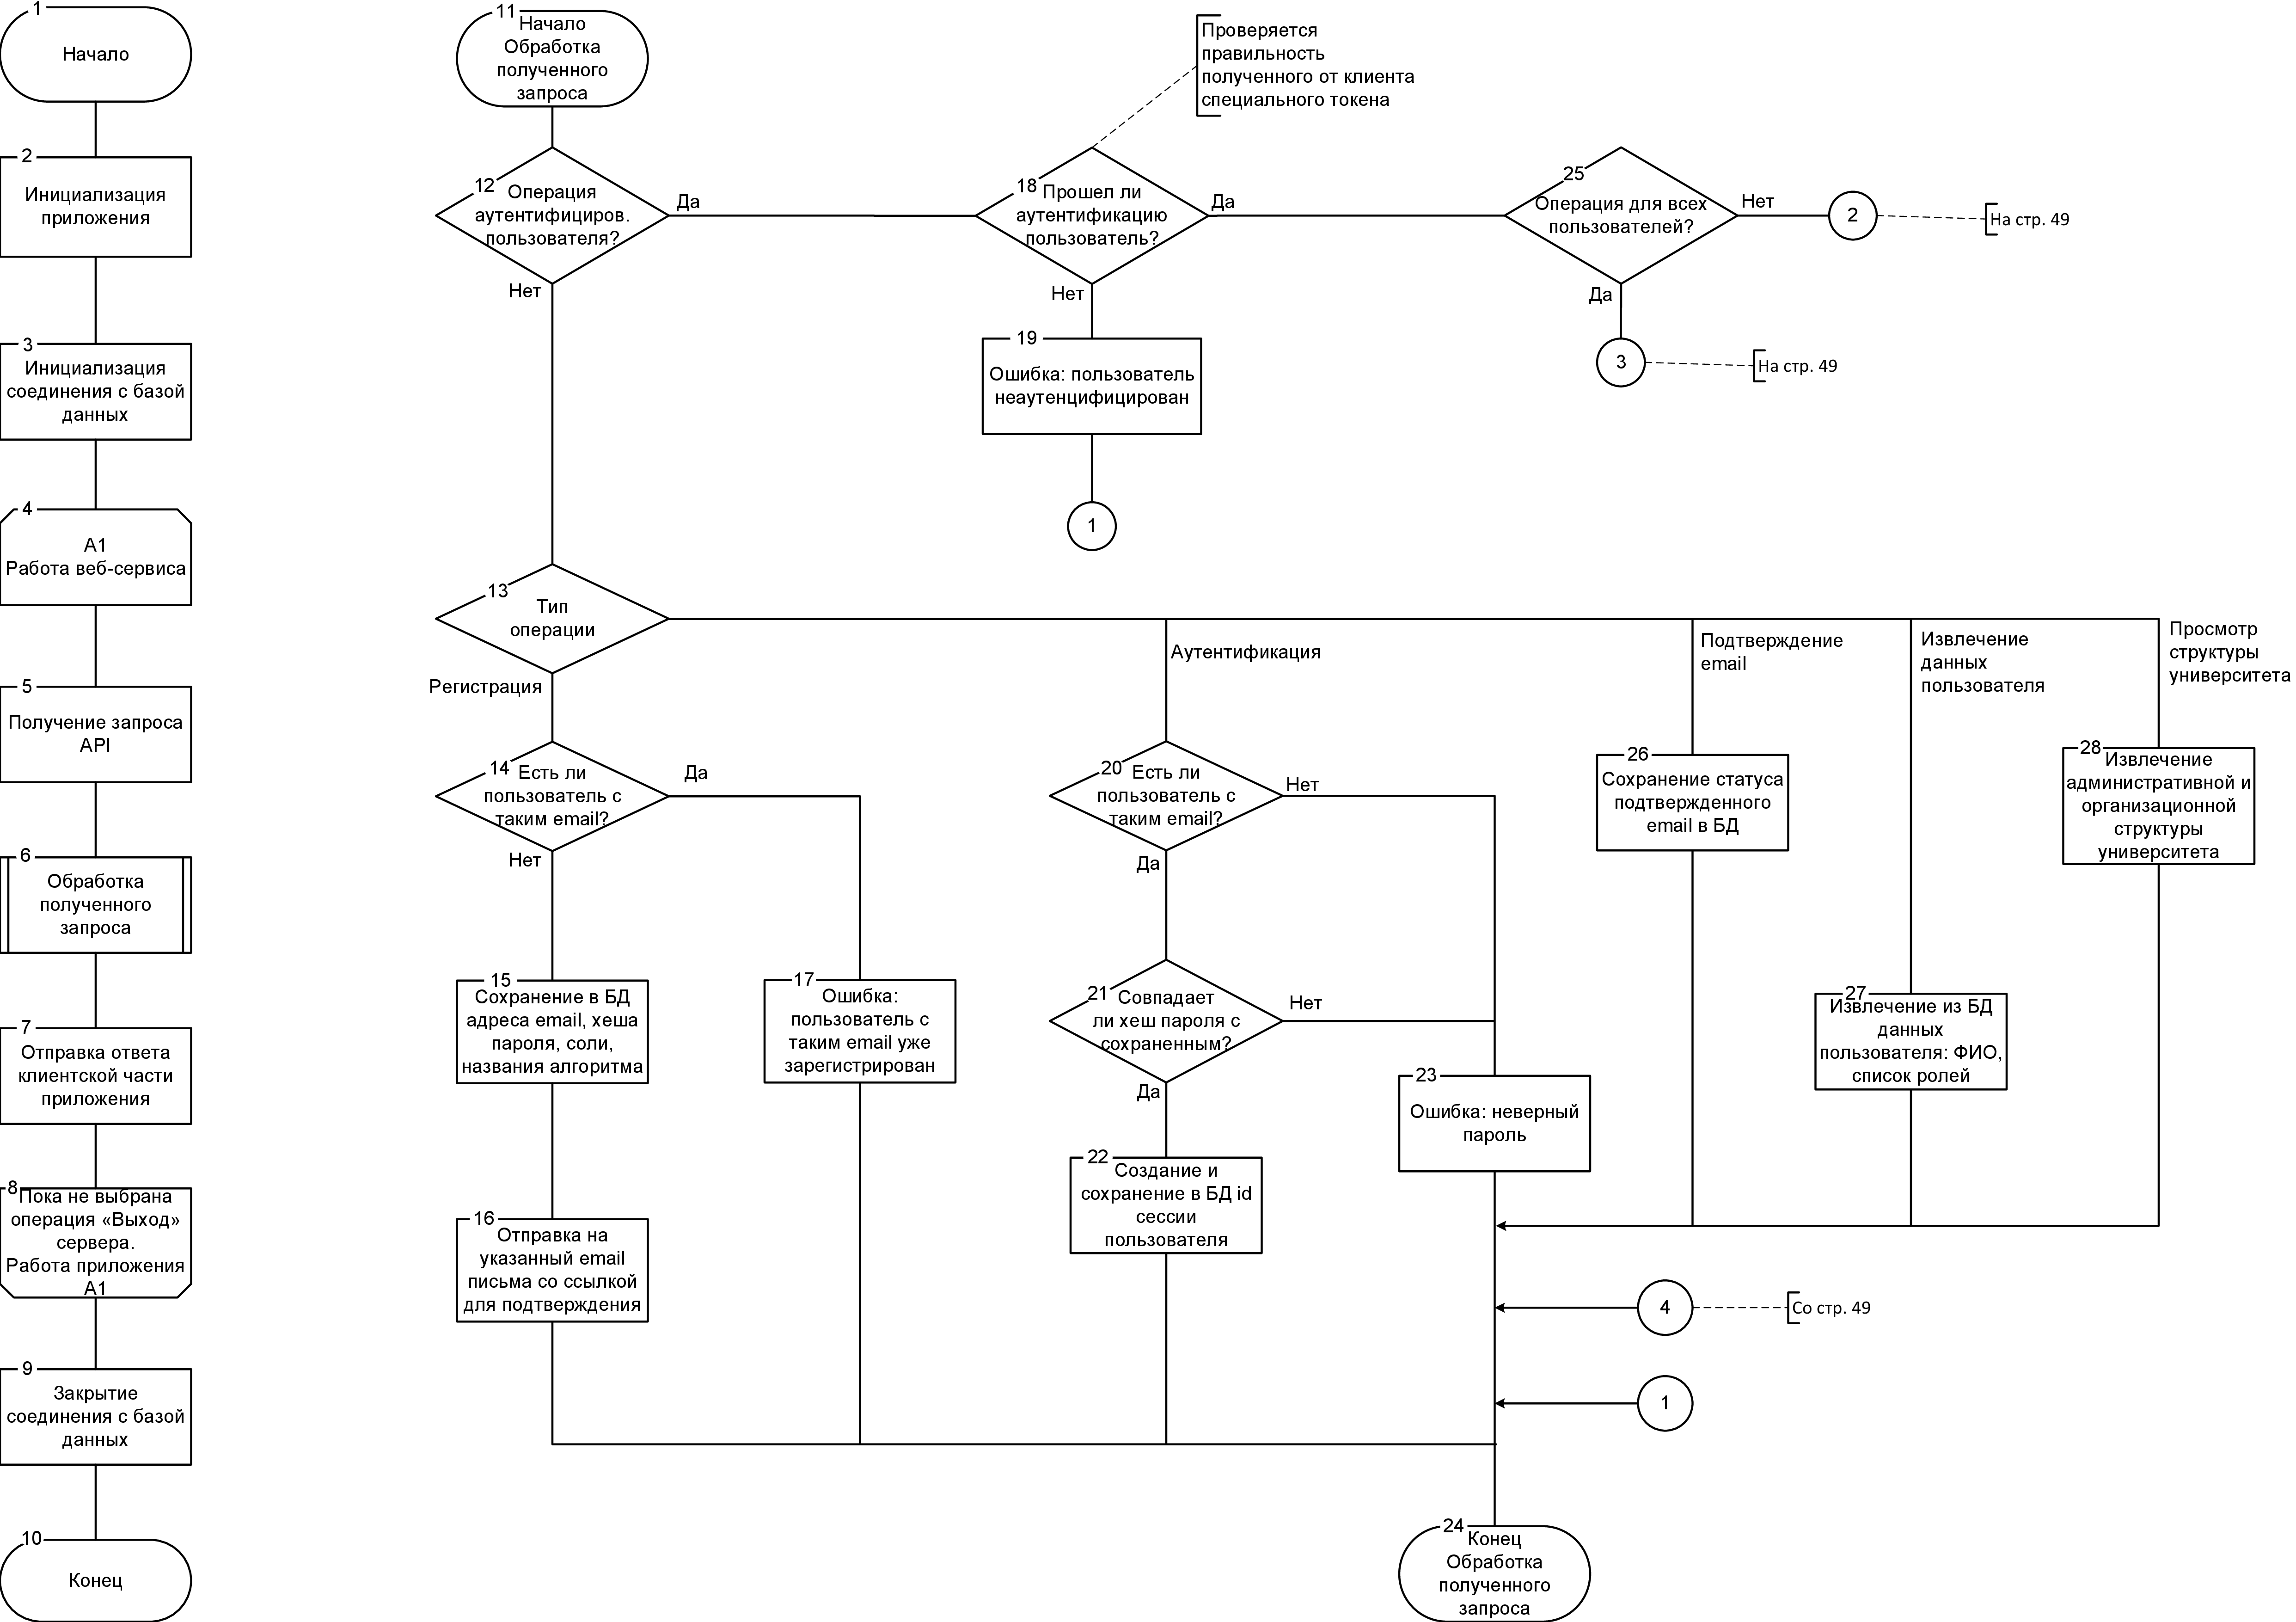 1
Начало
2
Инициализация
приложения
3
Инициализация
соединения с базой
данных
4
А1
Работа веб-сервиса
5
Получение запроса
API
6
Обработка
полученного
запроса
7
Отправка ответа
клиентской части
приложения
8
Пока не выбрана
операция «Выход»
сервера.
Работа приложения
А1
9
Закрытие
соединения с базой
данных
10
Конец
11
Начало
Обработка
полученного
запроса
12
Операция
аутентифициров.
пользователя?
Да
Нет
Проверяется
правильность
полученного от клиента
специального токена
18
Прошел ли
аутентификацию
пользователь?
Да
Нет
19
Ошибка: пользователь
неаутенцифицирован
1
25
Операция для всех
пользователей?
Нет
2
На стр. 49
Да
3
На стр. 49
13
Тип
операции
Регистрация
Аутентификация
Подтверждение
email
Извлечение
данных
пользователя
Просмотр
структуры
университета
14
Есть ли
пользователь с
таким email?
Да
Нет
15
Сохранение в БД
адреса email, хеша
пароля, соли,
названия алгоритма
16
Отправка на
указанный email
письма со ссылкой
для подтверждения
17
Ошибка:
пользователь с
таким email уже
зарегистрирован
20
Есть ли
пользователь с
таким email?
Нет
Да
21
Совпадает
ли хеш пароля с
сохраненным?
Нет
Да
22
Создание и
сохранение в БД id
сессии
пользователя
23
Ошибка: неверный
пароль
26
Сохранение статуса
подтвержденного
email в БД
27
Извлечение из БД
данных
пользователя: ФИО,
список ролей
28
Извлечение
административной и
организационной
структуры
университета
4
Со стр. 49
1
24
Конец
Обработка
полученного
запроса